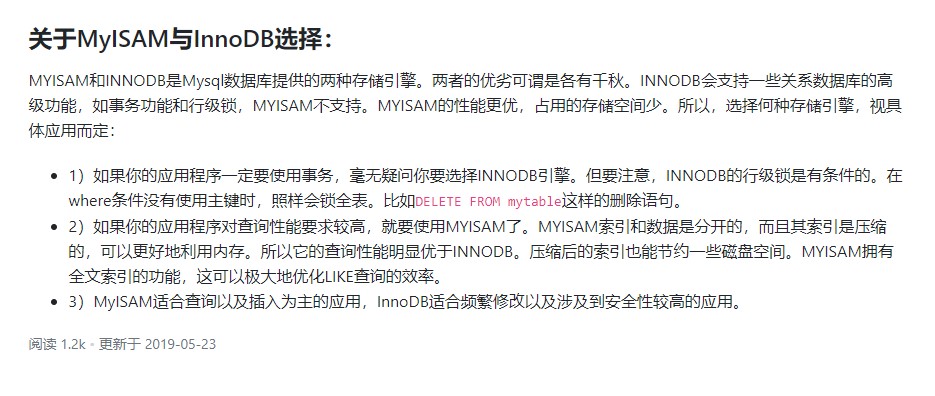 关于MyISAM与InnoDB选择：
MYISAM和INNODB是Mysql数据库提供的两种存储引擎。两者的优劣可谓是各有千秋。INNODB会支持一些关系数据库的高
级功能，如事务功能和行级锁，MYISAM不支持。MYISAM的性能更优，占用的存储空间少。所以，选择何种存储引擎，视具
体应用而定：
• 1）如果你的应用程序一定要使用事务，毫无疑问你要选择INNODB引擎。但要注意，INNODB的行级锁是有条件的。在
where条件没有使用主键时，照样会锁全表。比如DELETE FROM mytable这样的删除语句。
• 2）如果你的应用程序对查询性能要求较高，就要使用MYISAM了。MYISAM索引和数据是分开的，而且其索引是压缩
的，可以更好地利用内存。所以它的查询性能明显优于INNODB。压缩后的索引也能节约一些磁盘空间。MYISAM拥有
全文索引的功能，这可以极大地优化LIKE查询的效率。
• 3）MyISAM适合查询以及插入为主的应用，InnoDB适合频繁修改以及涉及到安全性较高的应用。
阅读 1.2k • 更新于 2019-05-23